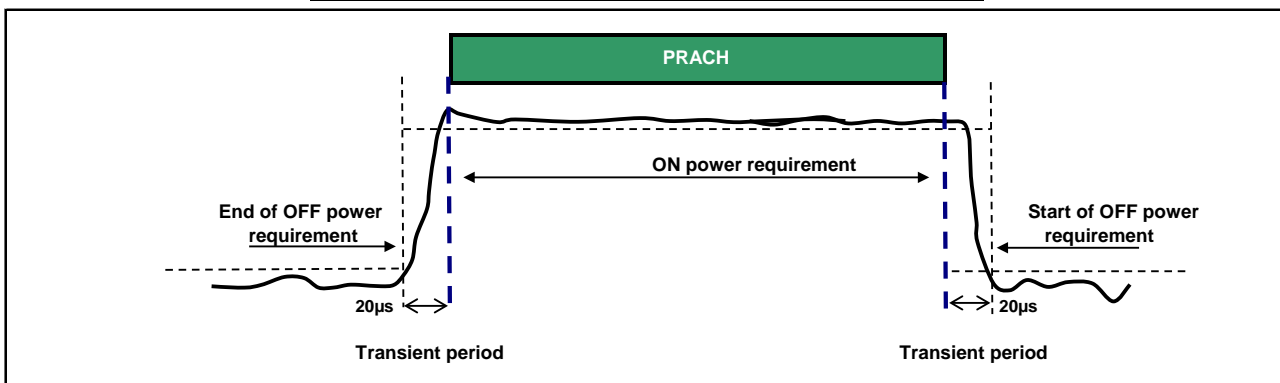 PRACH
ON power requirement
End of OFF power
requirement
Start of OFF power
requirement
20µs
20µs
Transient period
Transient period